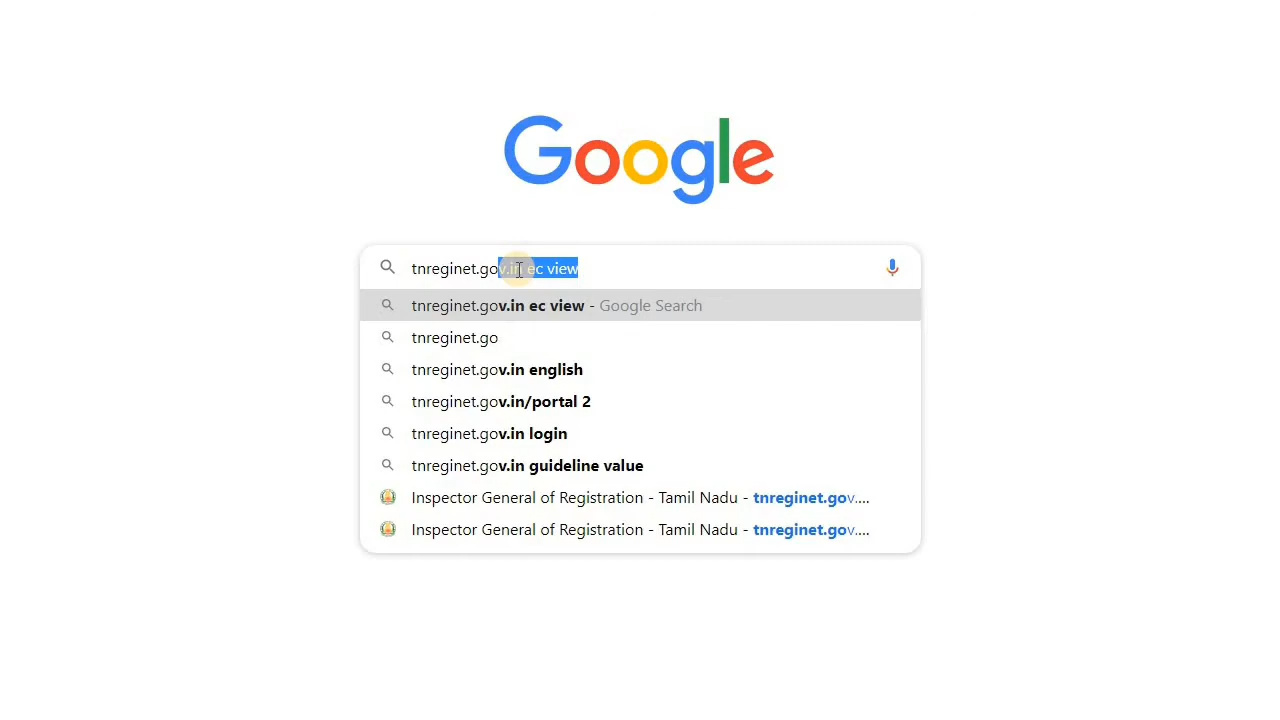 Google
tnreginet.gov.in ec view
tnreginet.gov.in ec view - Google Search
tnreginet.go
tnreginet.gov.in english
tnreginet.gov.in/portal 2
tnreginet.gov.in login
tnreginet.gov.in guideline value
Inspector General of Registration - Tamil Nadu - tnreginet.gov....
Inspector General of Registration - Tamil Nadu - tnreginet.gov....